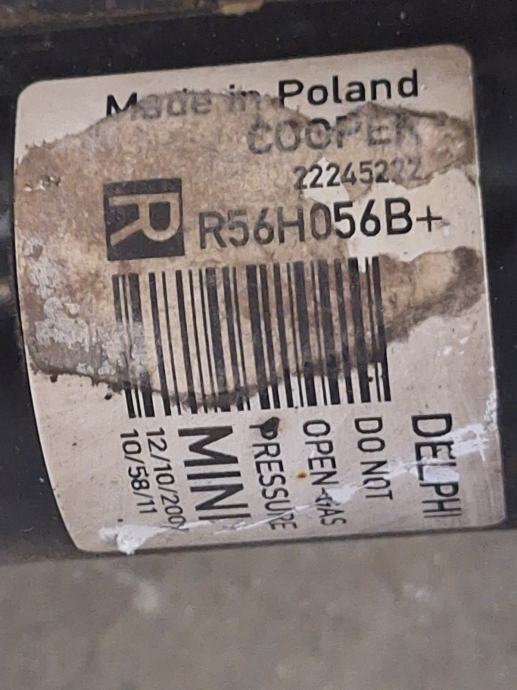 Made in Poland
COOPER
22245222
R
R56H056B+
DELPHI
DO NOT
OPEN-GAS
PRESSURE
MINI
12/10/200
10/58/11